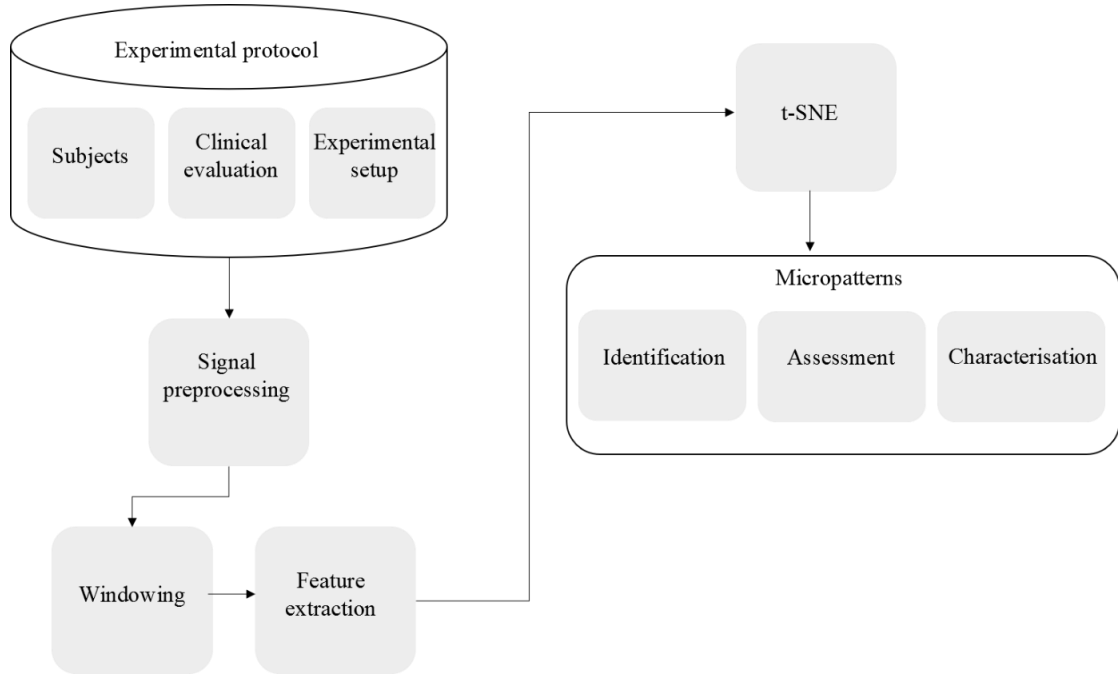 Experimental protocol
Subjects
Clinical
evaluation
Experimental
setup
Signal
preprocessing
Windowing
Feature
extraction
t-SNE
Micropatterns
Identification
Assessment
Characterisation